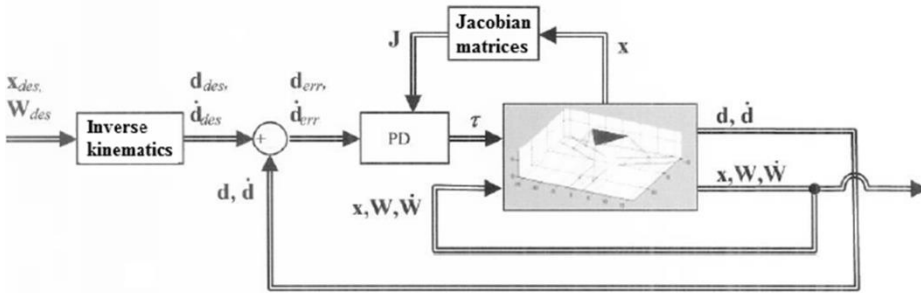 Jacobian
matrices
J
x
x_des,
W_des
d_des,
ḋ_des
d_err,
ḋ_err
Inverse
kinematics
+
PD
τ
d, ḋ
x,W,Ẇ
d, ḋ
x,W,Ẇ